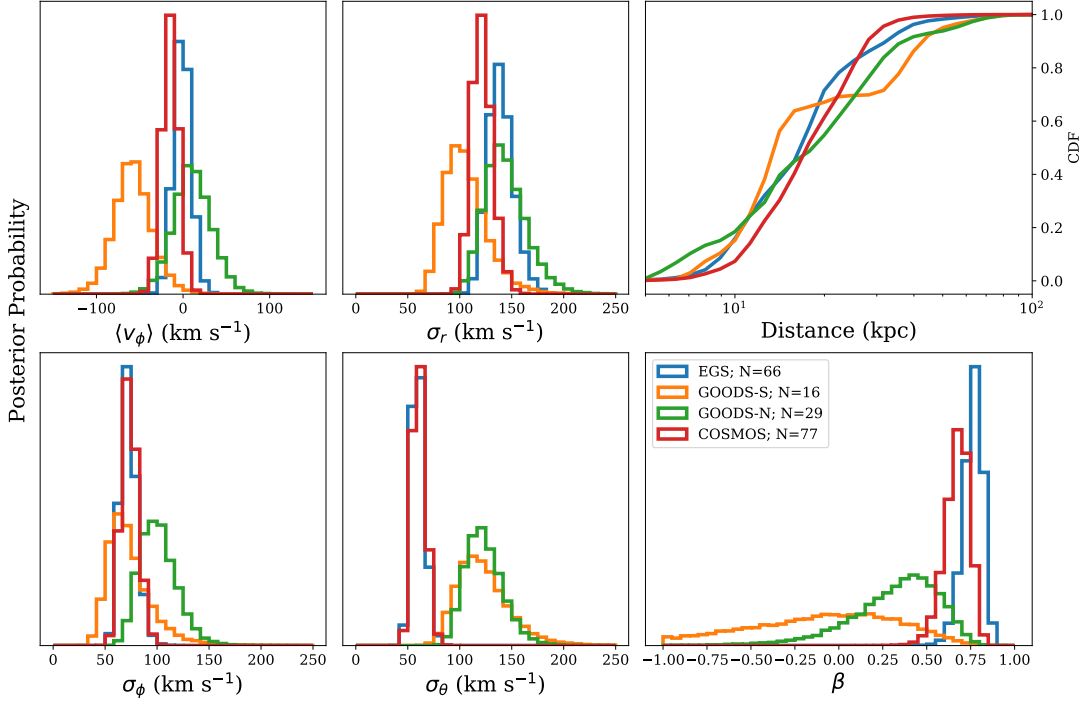 Posterior Probability
−100 0 100
⟨v_ϕ⟩ (km s⁻¹)
0 50 100 150 200 250
σ_r (km s⁻¹)
1.0
0.8
0.6
0.4
0.2
0.0
CDF
10¹ 10²
Distance (kpc)
0 50 100 150 200 250
σ_ϕ (km s⁻¹)
0 50 100 150 200 250
σ_θ (km s⁻¹)
EGS; N=66
GOODS-S; N=16
GOODS-N; N=29
COSMOS; N=77
−1.00 −0.75 −0.50 −0.25 0.00 0.25 0.50 0.75 1.00
β